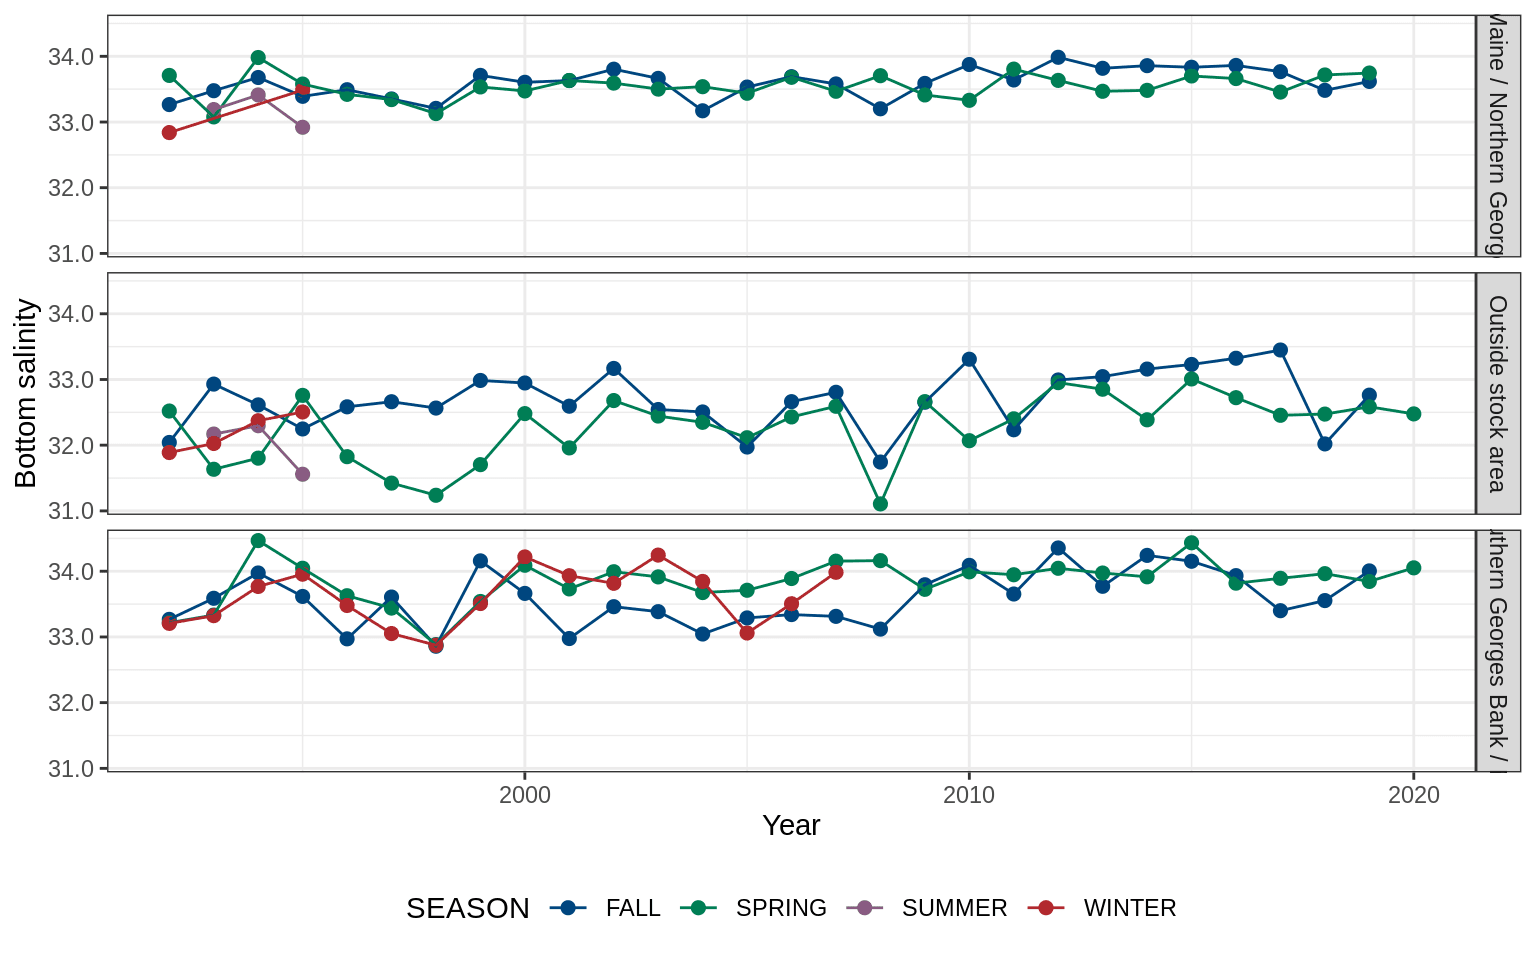 34.0
33.0
32.0
31.0
Maine / Northern Georg
34.0
33.0
32.0
31.0
Outside stock area
34.0
33.0
32.0
31.0
uthern Georges Bank /
Bottom salinity
2000 2010 2020
Year
SEASON FALL SPRING SUMMER WINTER